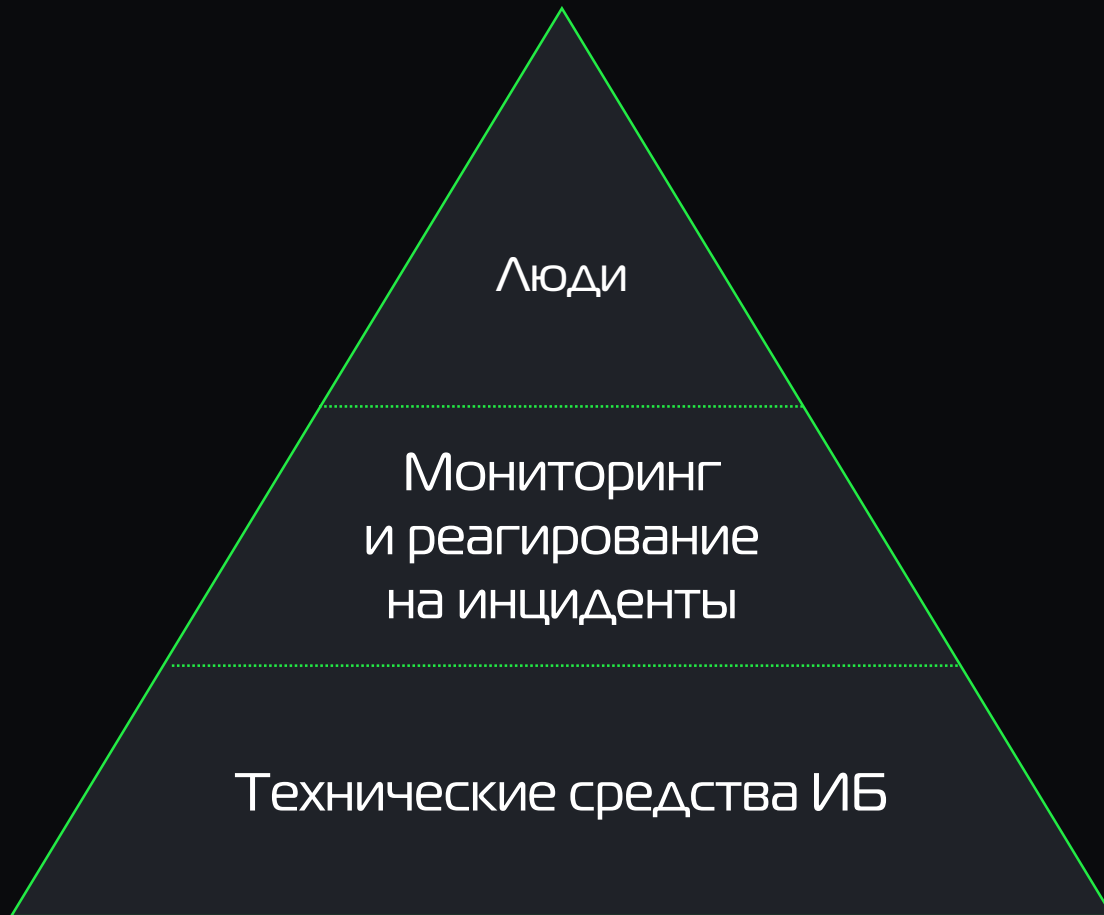 Люди
Мониторинг
и реагирование
на инциденты
Технические средства ИБ